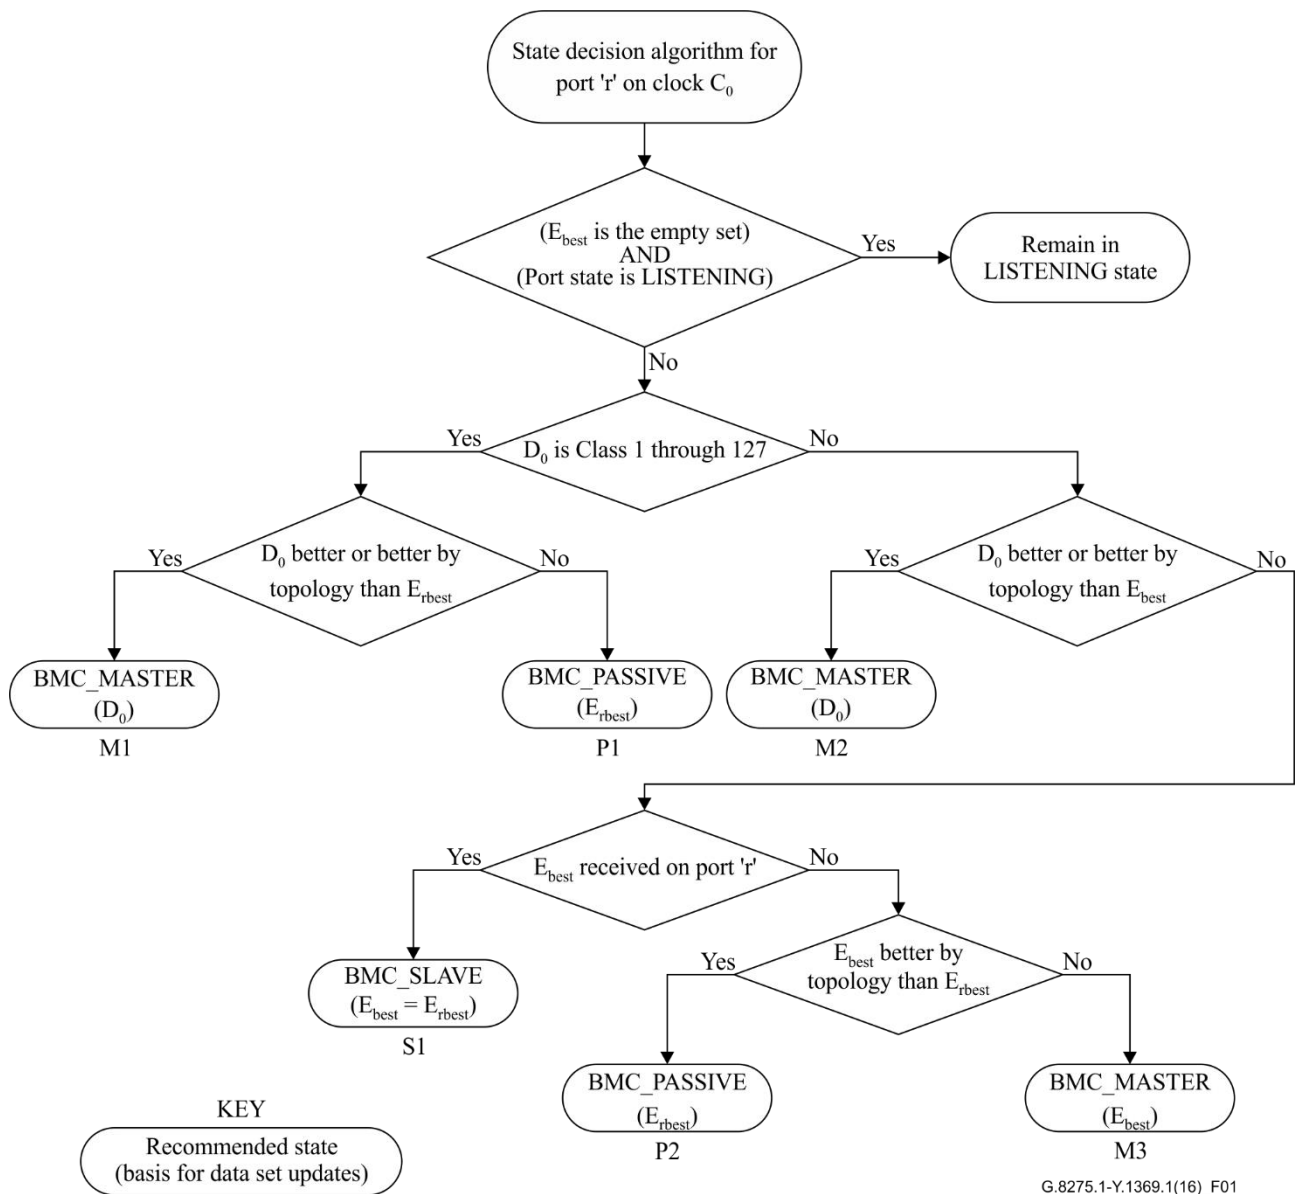 State decision algorithm for
port 'r' on clock C0
(Ebest is the empty set)
AND
(Port state is LISTENING)
Yes
Remain in
LISTENING state
No
D0 is Class 1 through 127
Yes
No
D0 better or better by
topology than Erbest
Yes
No
D0 better or better by
topology than Ebest
Yes
No
BMC_MASTER
(D0)
M1
BMC_PASSIVE
(Erbest)
P1
BMC_MASTER
(D0)
M2
Ebest received on port 'r'
Yes
No
BMC_SLAVE
(Ebest = Erbest)
S1
Ebest better by
topology than Erbest
Yes
No
BMC_PASSIVE
(Erbest)
P2
BMC_MASTER
(Ebest)
M3
KEY
Recommended state
(basis for data set updates)
G.8275.1-Y.1369.1(16)_F01